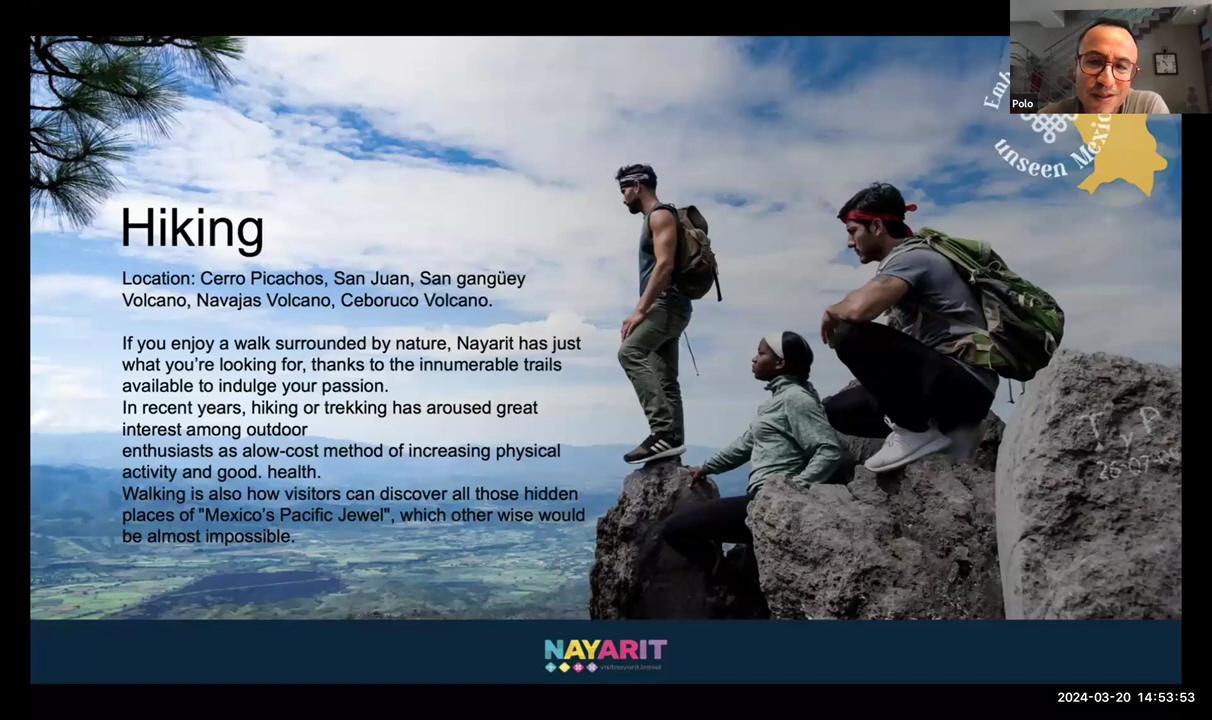 Polo
Emb
unseen Mexic
Hiking
Location: Cerro Picachos, San Juan, San gangüey
Volcano, Navajas Volcano, Ceboruco Volcano.
If you enjoy a walk surrounded by nature, Nayarit has just
what you're looking for, thanks to the innumerable trails
available to indulge your passion.
In recent years, hiking or trekking has aroused great
interest among outdoor
enthusiasts as alow-cost method of increasing physical
activity and good. health.
Walking is also how visitors can discover all those hidden
places of "Mexico's Pacific Jewel", which other wise would
be almost impossible.
T y P
26-07
NAYARIT
visitnayarit.travel
2024-03-20 14:53:53